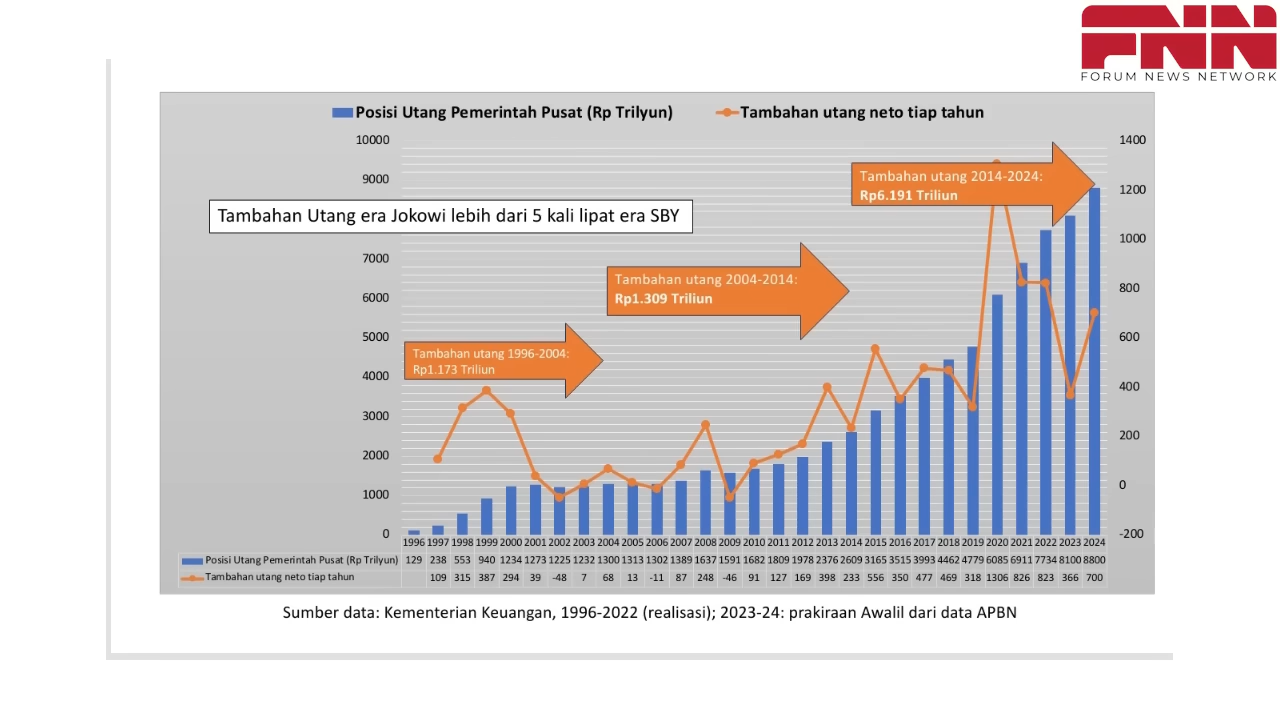 FNN
FORUM NEWS NETWORK
Posisi Utang Pemerintah Pusat (Rp Trilyun) Tambahan utang neto tiap tahun
10000 1400
9000 1200
7000 1000
6000 800
5000 600
4000 400
3000 200
2000 0
1000 -200
0
Tambahan utang 2014-2024:
Rp6.191 Triliun
Tambahan Utang era Jokowi lebih dari 5 kali lipat era SBY
Tambahan utang 2004-2014:
Rp1.309 Triliun
Tambahan utang 1996-2004:
Rp1.173 Triliun
1996 1997 1998 1999 2000 2001 2002 2003 2004 2005 2006 2007 2008 2009 2010 2011 2012 2013 2014 2015 2016 2017 2018 2019 2020 2021 2022 2023 2024
Posisi Utang Pemerintah Pusat (Rp Trilyun) 129 238 553 940 1234 1273 1225 1232 1300 1313 1302 1389 1637 1591 1682 1809 1978 2376 2609 3165 3515 3993 4462 4779 6085 6911 7734 8100 8800
Tambahan utang neto tiap tahun 109 315 387 294 39 -48 7 68 13 -11 87 248 -46 91 127 169 398 233 556 350 477 469 318 1306 826 823 366 700
Sumber data: Kementerian Keuangan, 1996-2022 (realisasi); 2023-24: prakiraan Awalil dari data APBN